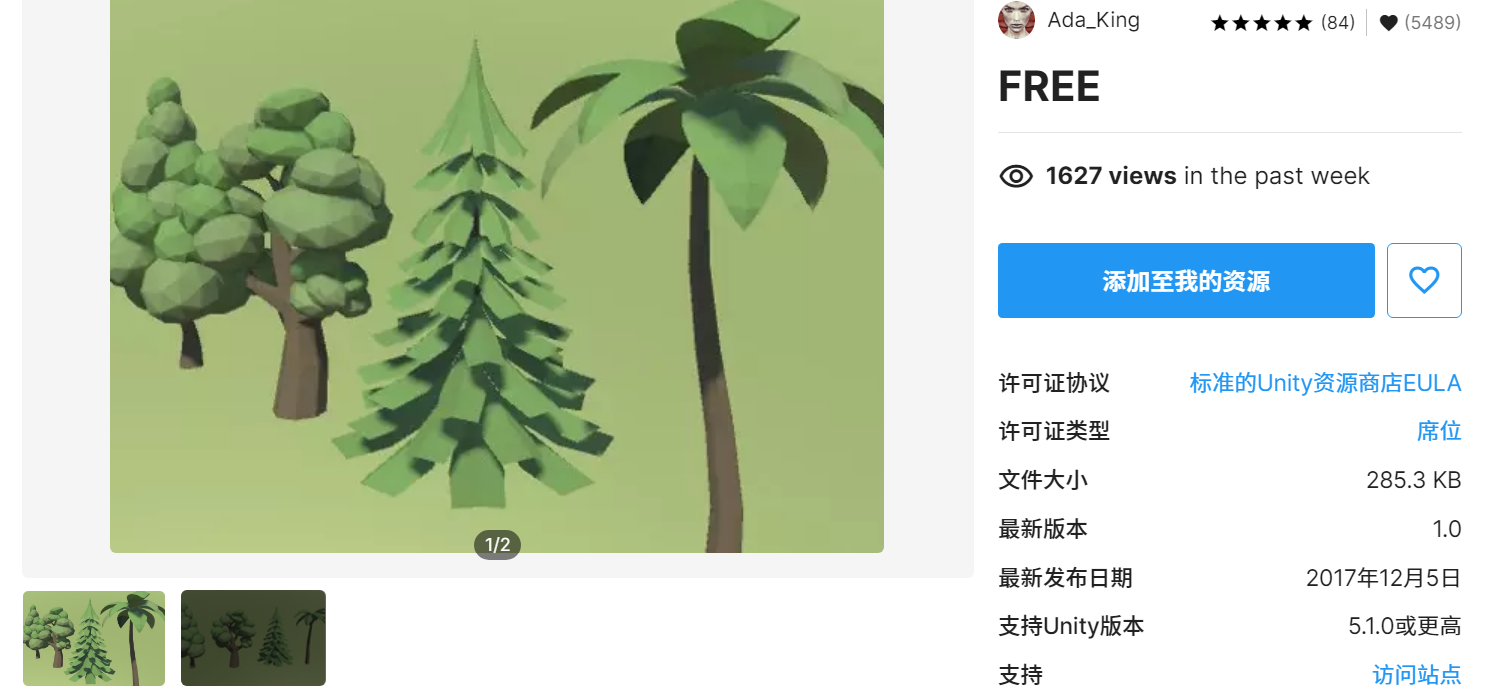 Ada_King ★★★★★ (84) ♥ (5489)
FREE
1627 views in the past week
添加至我的资源
许可证协议 标准的Unity资源商店EULA
许可证类型 席位
文件大小 285.3 KB
最新版本 1.0
最新发布日期 2017年12月5日
支持Unity版本 5.1.0或更高
支持 访问站点
1/2